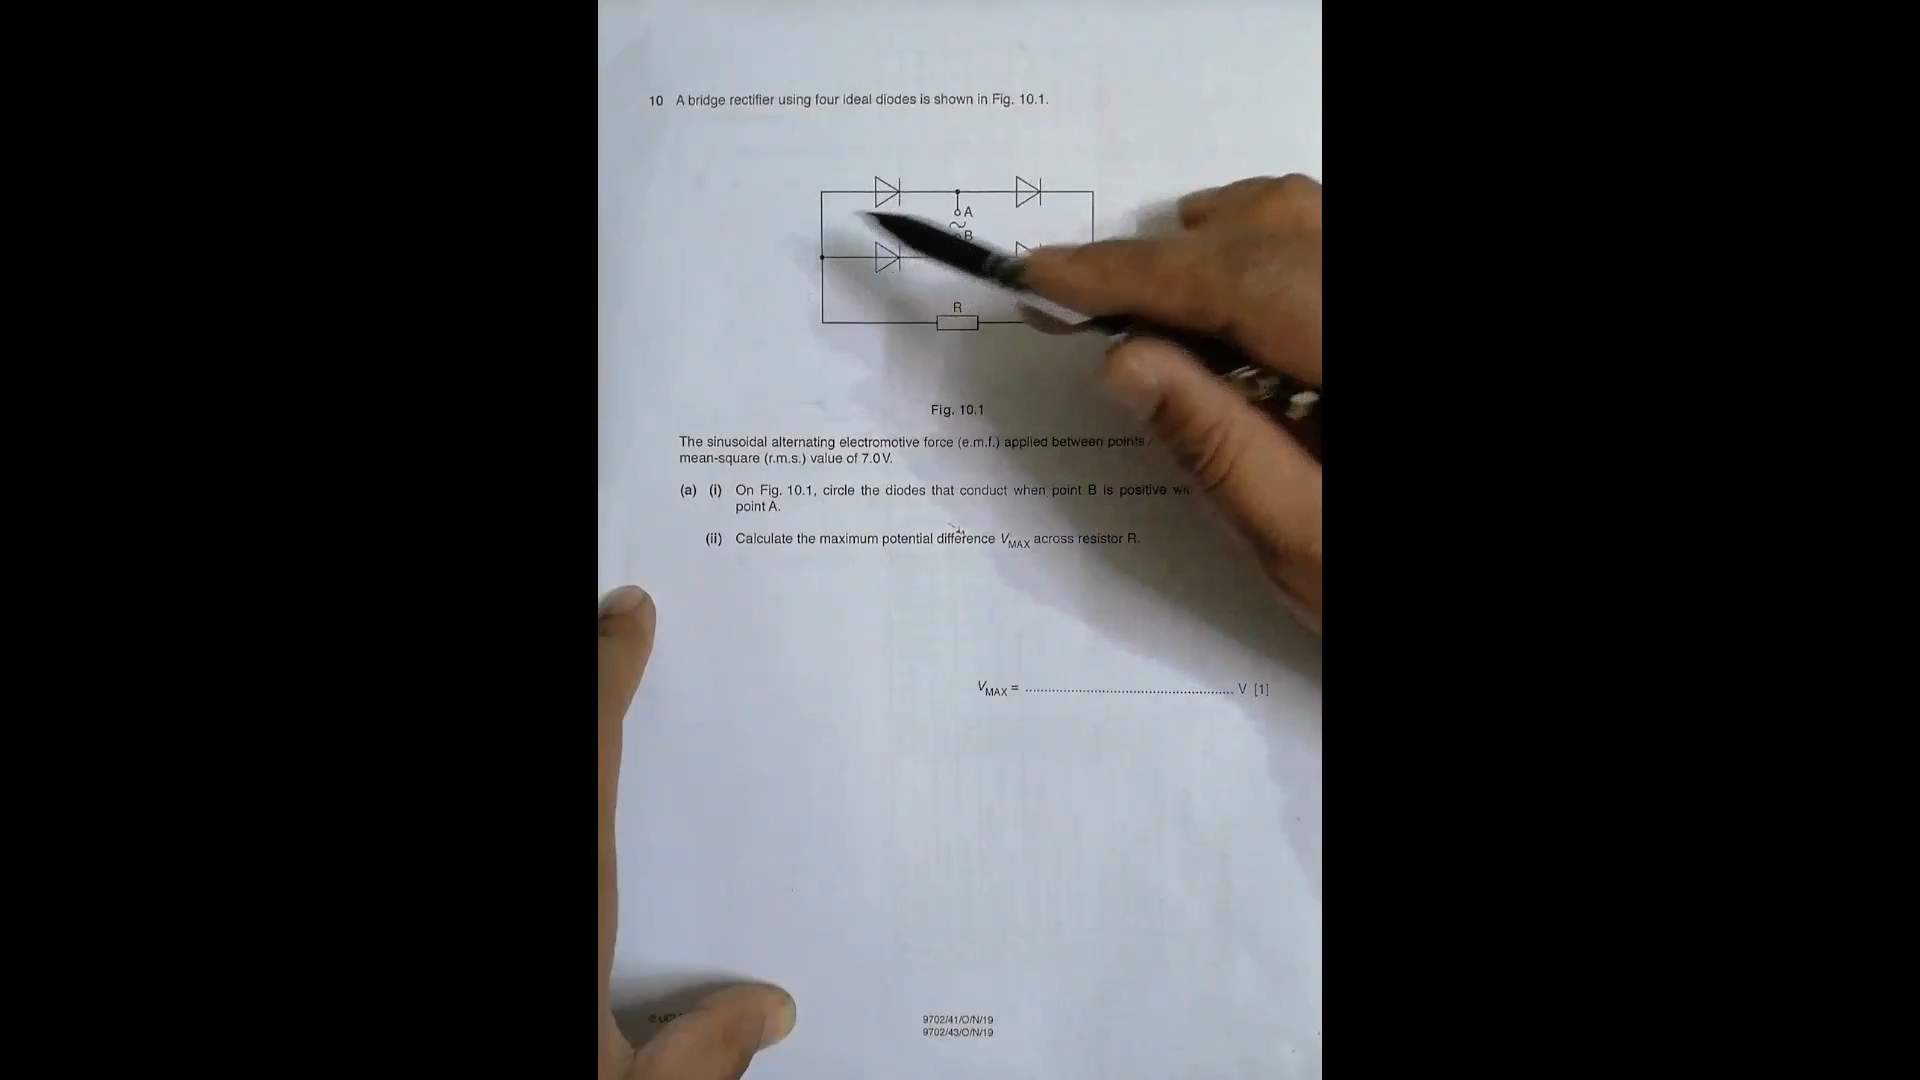 10 A bridge rectifier using four ideal diodes is shown in Fig. 10.1.
A
B
R
Fig. 10.1
The sinusoidal alternating electromotive force (e.m.f.) applied between points
mean-square (r.m.s.) value of 7.0V.
(a) (i) On Fig. 10.1, circle the diodes that conduct when point B is positive
point A.
(ii) Calculate the maximum potential difference VMAX across resistor R.
VMAX = .................................................... V [1]
9702/41/O/N/19
9702/43/O/N/19